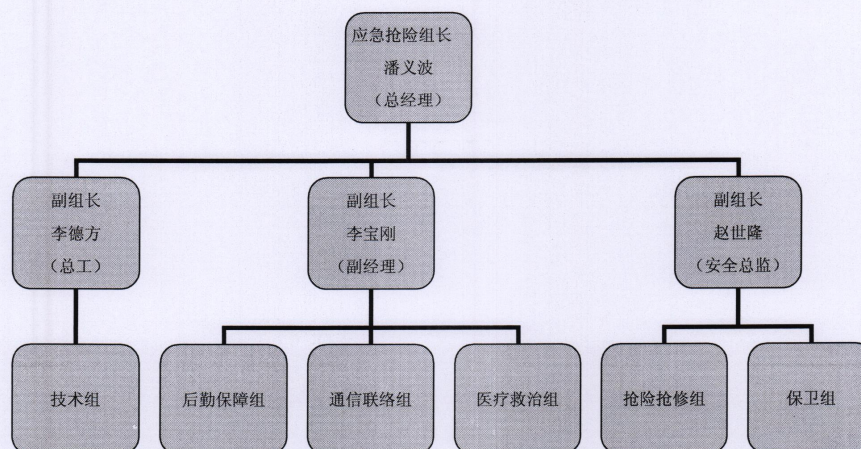 应急抢险组长
潘义波
（总经理）
副组长
李德方
（总工）
副组长
李宝刚
（副经理）
副组长
赵世隆
（安全总监）
技术组
后勤保障组
通信联络组
医疗救治组
抢险抢修组
保卫组